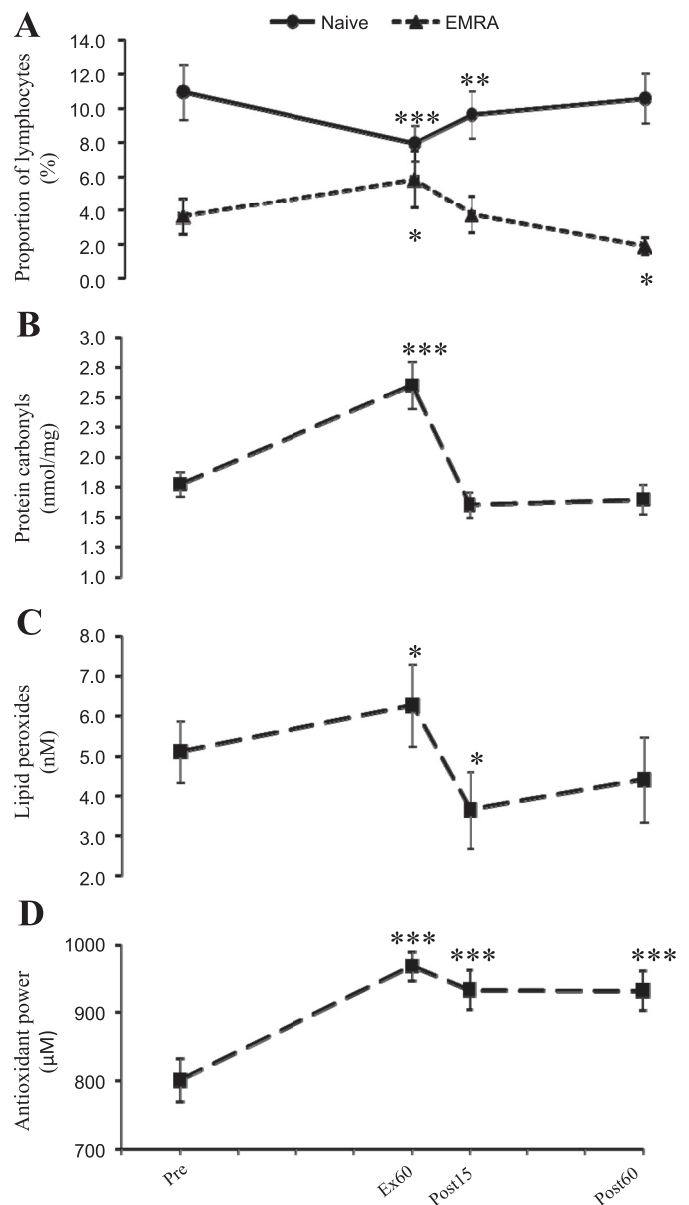 A
Naive
EMRA
Proportion of lymphocytes
(%)
14.0
12.0
10.0
8.0
6.0
4.0
2.0
0.0
***
**
*
*
B
Protein carbonyls
(nmol/mg)
3.0
2.8
2.5
2.3
2.0
1.8
1.5
1.3
1.0
***
C
Lipid peroxides
(nM)
8.0
7.0
6.0
5.0
4.0
3.0
2.0
*
*
D
Antioxidant power
(µM)
1000
900
800
700
***
***
***
Pre
Ex60
Post15
Post60